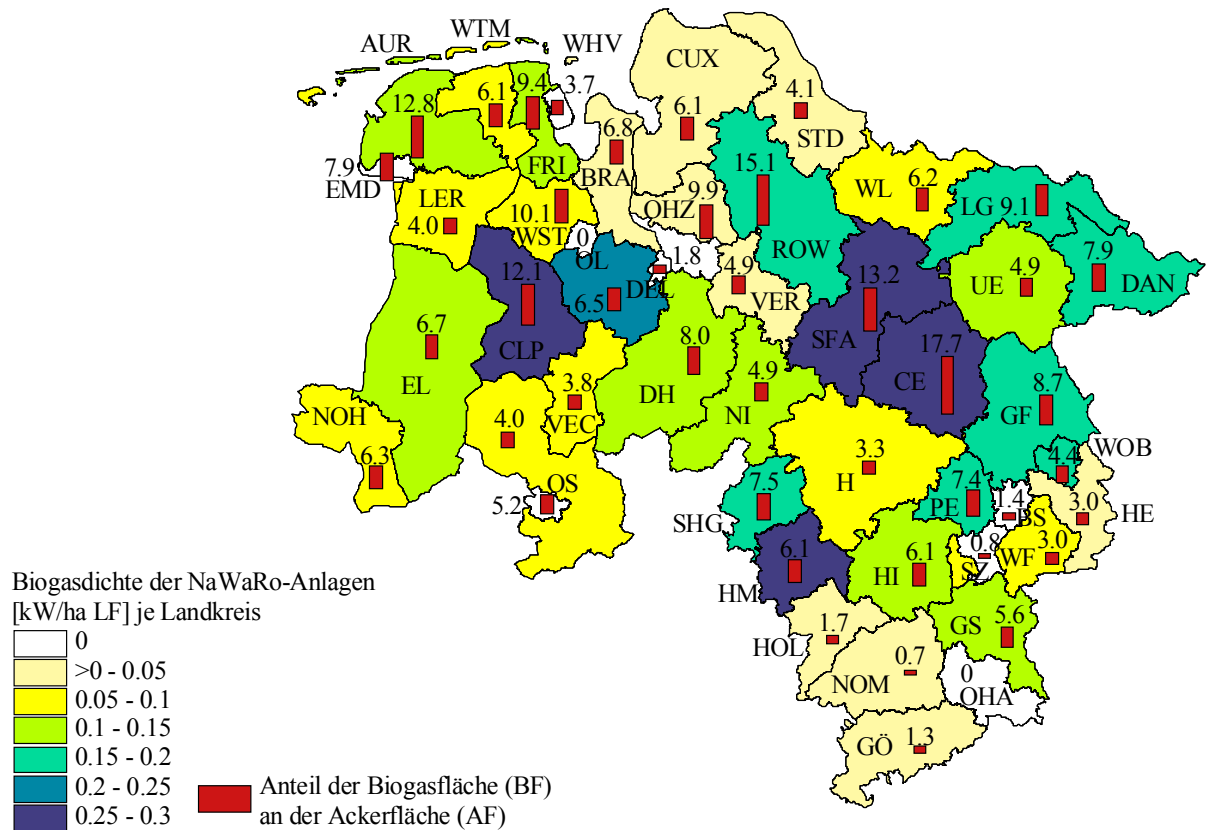 WTM
AUR
WHV
CUX
9.4
3.7
6.1
12.8
6.1
4.1
STD
6.8
7.9
EMD
FRI
BRA
15.1
WL
6.2
LER
9.9
OHZ
LG 9.1
4.0
10.1
WST
0
OL
1.8
ROW
7.9
DAN
12.1
DEL
4.9
VER
13.2
UE
4.9
6.5
6.7
CLP
8.0
SFA
17.7
CE
EL
3.8
VEC
DH
4.9
NI
8.7
GF
NOH
4.0
WOB
6.3
3.3
H
4.4
OS
5.2
7.5
SHG
7.4
PE
1.4
BS
3.0
HE
0.8
SZ
3.0
WF
6.1
HM
6.1
HI
GS
5.6
1.7
HOL
0.7
NOM
0
OHA
1.3
GÖ
Biogasdichte der NaWaRo-Anlagen
[kW/ha LF] je Landkreis
0
>0 - 0.05
0.05 - 0.1
0.1 - 0.15
0.15 - 0.2
0.2 - 0.25
0.25 - 0.3
Anteil der Biogasfläche (BF)
an der Ackerfläche (AF)